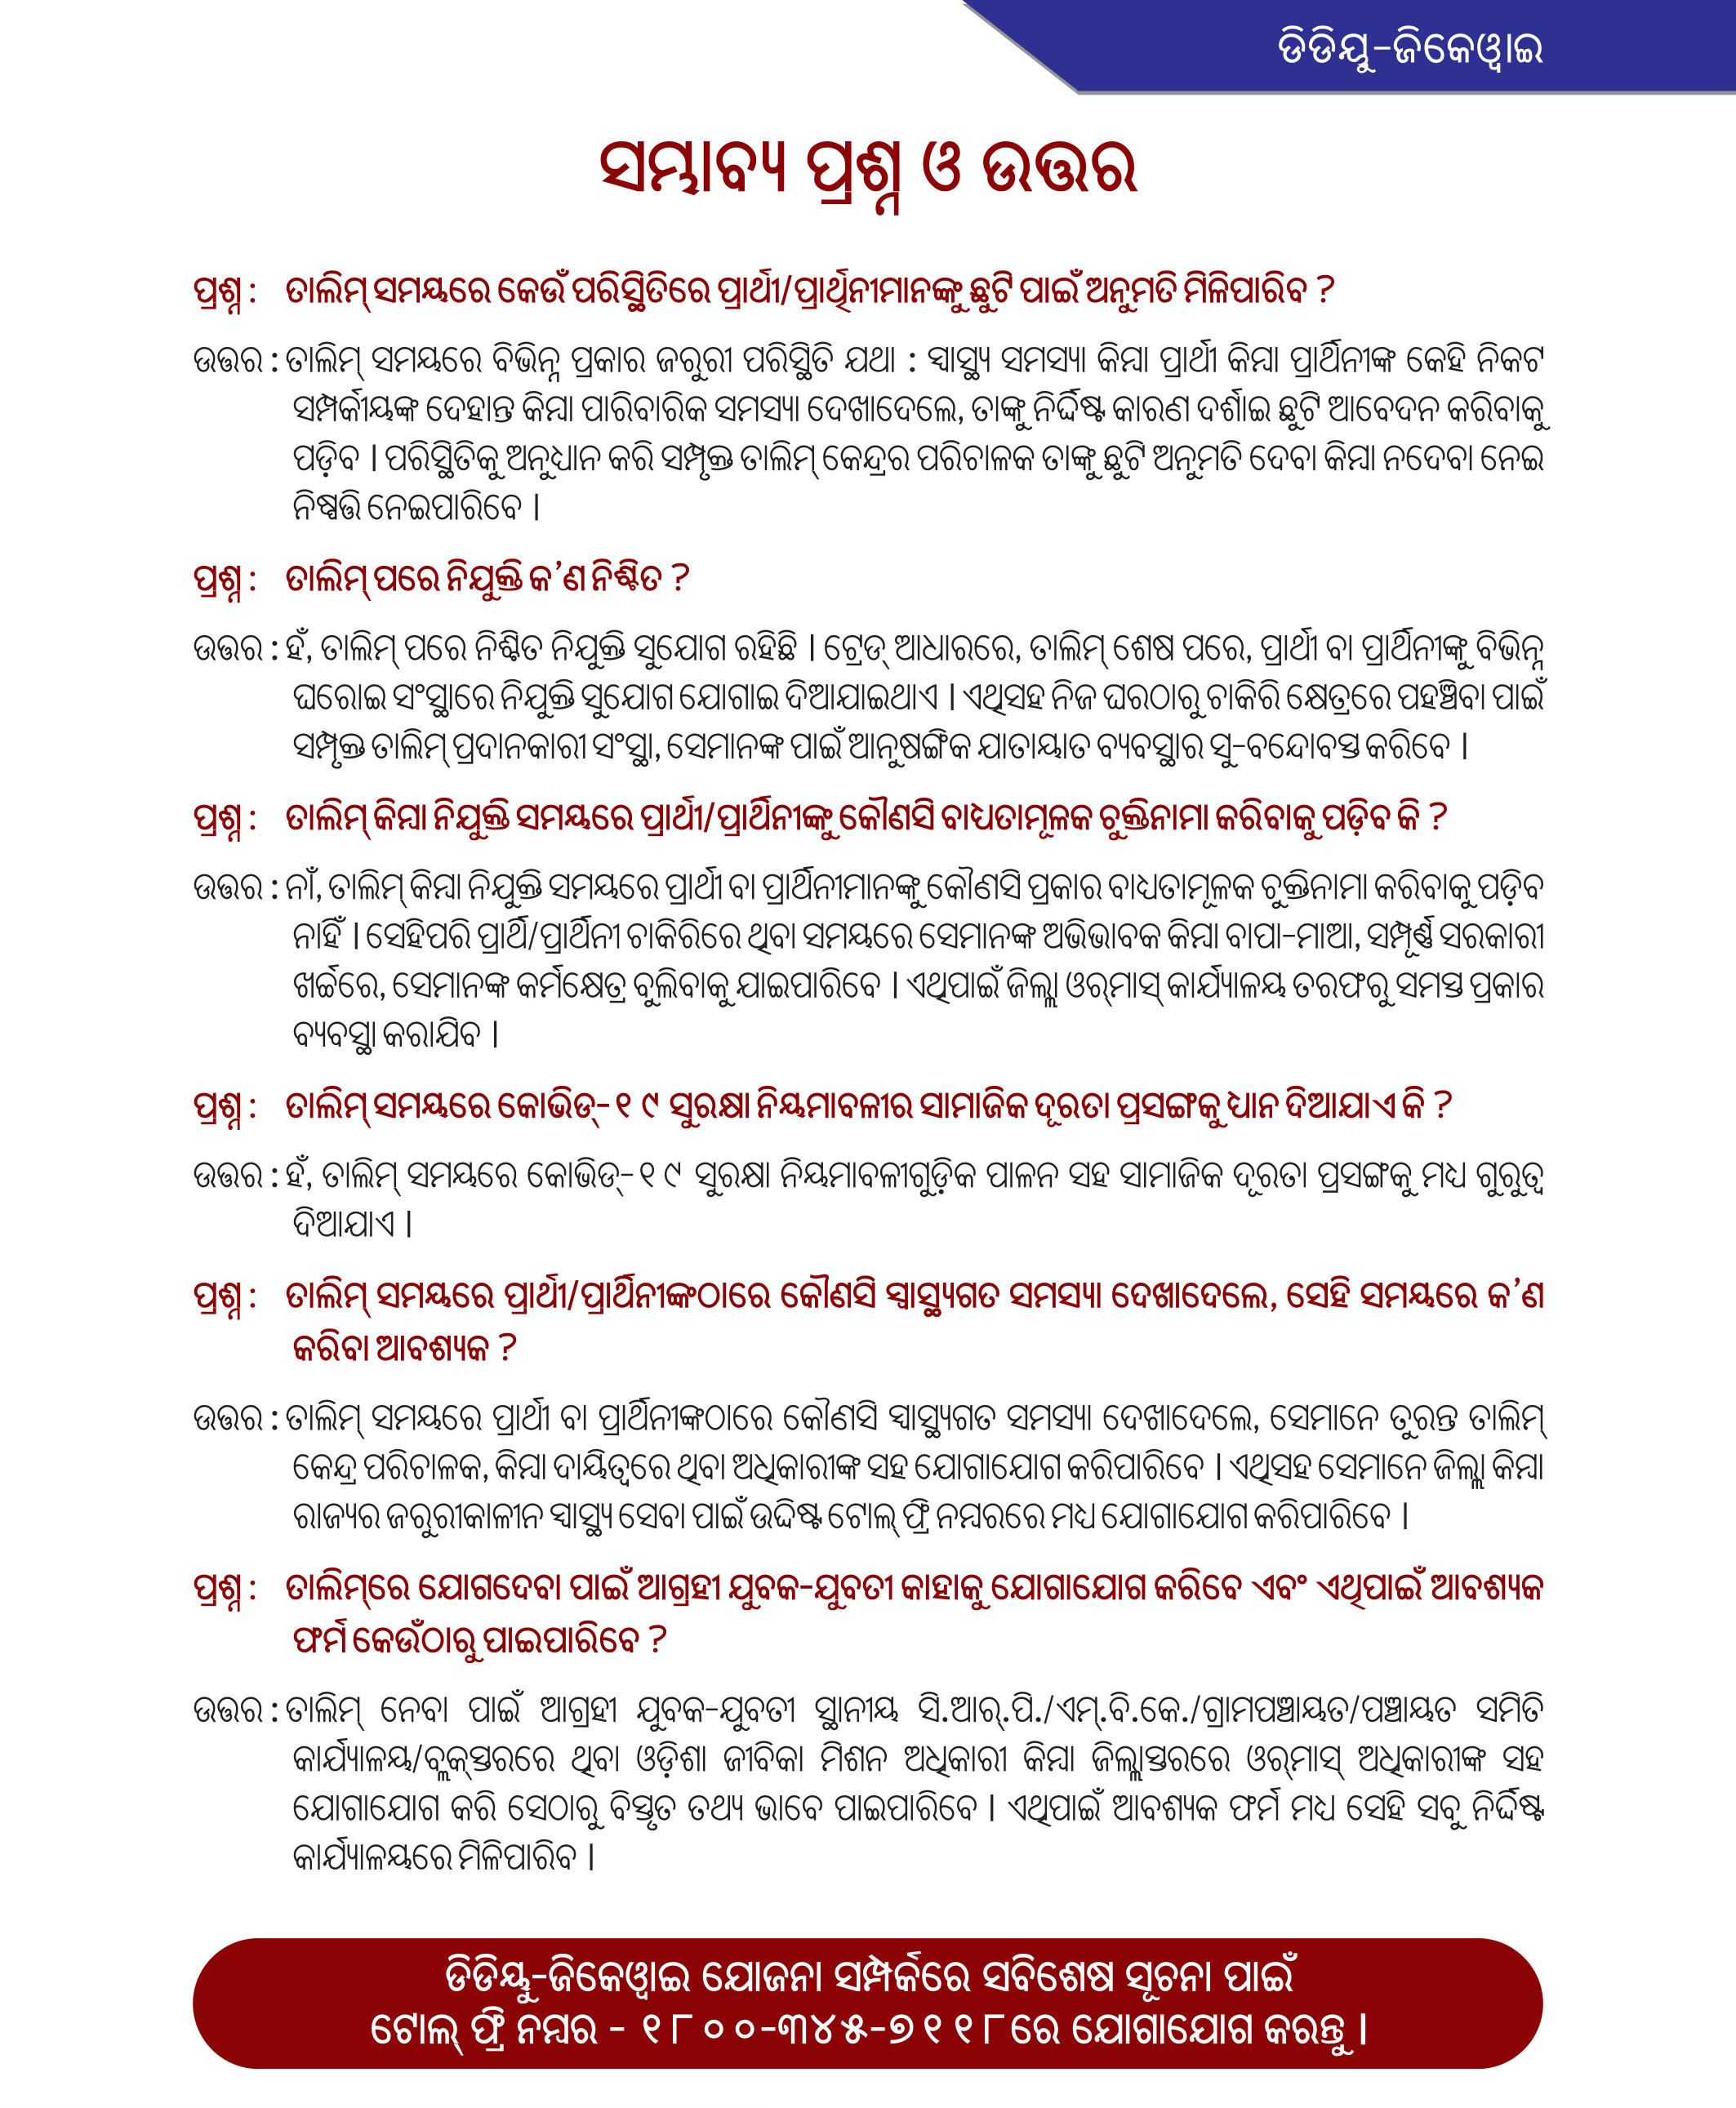 ଡିଡିୟୁ-ଜିକେୱାଇ
ସମ୍ଭାବ୍ୟ ପ୍ରଶ୍ନ ଓ ଉତ୍ତର
ପ୍ରଶ୍ନ : ତାଲିମ୍ ସମୟରେ କେଉଁ ପରିସ୍ଥିତିରେ ପ୍ରାର୍ଥୀ/ପ୍ରାର୍ଥିନୀମାନଙ୍କୁ ଛୁଟି ପାଇଁ ଅନୁମତି ମିଳିପାରିବ ?
ଉତ୍ତର : ତାଲିମ୍ ସମୟରେ ବିଭିନ୍ନ ପ୍ରକାର ଜରୁରୀ ପରିସ୍ଥିତି ଯଥା : ସ୍ୱାସ୍ଥ୍ୟ ସମସ୍ୟା କିମ୍ବା ପ୍ରାର୍ଥୀ କିମ୍ବା ପ୍ରାର୍ଥିନୀଙ୍କ କେହି ନିକଟ
ସମ୍ପର୍କୀୟଙ୍କ ଦେହାନ୍ତ କିମ୍ବା ପାରିବାରିକ ସମସ୍ୟା ଦେଖାଦେଲେ, ତାଙ୍କୁ ନିର୍ଦ୍ଦିଷ୍ଟ କାରଣ ଦର୍ଶାଇ ଛୁଟି ଆବେଦନ କରିବାକୁ
ପଡ଼ିବ । ପରିସ୍ଥିତିକୁ ଅନୁଧ୍ୟାନ କରି ସମ୍ପୃକ୍ତ ତାଲିମ୍ କେନ୍ଦ୍ରର ପରିଚାଳକ ତାଙ୍କୁ ଛୁଟି ଅନୁମତି ଦେବା କିମ୍ବା ନଦେବା ନେଇ
ନିଷ୍ପତ୍ତି ନେଇପାରିବେ ।
ପ୍ରଶ୍ନ : ତାଲିମ୍ ପରେ ନିଯୁକ୍ତି କ’ଣ ନିଶ୍ଚିତ ?
ଉତ୍ତର : ହଁ, ତାଲିମ୍ ପରେ ନିଶ୍ଚିତ ନିଯୁକ୍ତି ସୁଯୋଗ ରହିଛି । ଟ୍ରେଡ୍ ଆଧାରରେ, ତାଲିମ୍ ଶେଷ ପରେ, ପ୍ରାର୍ଥୀ ବା ପ୍ରାର୍ଥିନୀଙ୍କୁ ବିଭିନ୍ନ
ଘରୋଇ ସଂସ୍ଥାରେ ନିଯୁକ୍ତି ସୁଯୋଗ ଯୋଗାଇ ଦିଆଯାଇଥାଏ । ଏଥିସହ ନିଜ ଘରଠାରୁ ଚାକିରି କ୍ଷେତ୍ରରେ ପହଞ୍ଚିବା ପାଇଁ
ସମ୍ପୃକ୍ତ ତାଲିମ୍ ପ୍ରଦାନକାରୀ ସଂସ୍ଥା, ସେମାନଙ୍କ ପାଇଁ ଆନୁଷଙ୍ଗିକ ଯାତାୟାତ ବ୍ୟବସ୍ଥାର ସୁ-ବନ୍ଦୋବସ୍ତ କରିବେ ।
ପ୍ରଶ୍ନ : ତାଲିମ୍ କିମ୍ବା ନିଯୁକ୍ତି ସମୟରେ ପ୍ରାର୍ଥୀ/ପ୍ରାର୍ଥିନୀଙ୍କୁ କୌଣସି ବାଧ୍ୟତାମୂଳକ ଚୁକ୍ତିନାମା କରିବାକୁ ପଡ଼ିବ କି ?
ଉତ୍ତର : ନାଁ, ତାଲିମ୍ କିମ୍ବା ନିଯୁକ୍ତି ସମୟରେ ପ୍ରାର୍ଥୀ ବା ପ୍ରାର୍ଥିନୀମାନଙ୍କୁ କୌଣସି ପ୍ରକାର ବାଧ୍ୟତାମୂଳକ ଚୁକ୍ତିନାମା କରିବାକୁ ପଡ଼ିବ
ନାହିଁ । ସେହିପରି ପ୍ରାର୍ଥି/ପ୍ରାର୍ଥିନୀ ଚାକିରିରେ ଥିବା ସମୟରେ ସେମାନଙ୍କ ଅଭିଭାବକ କିମ୍ବା ବାପା-ମାଆ, ସମ୍ପୂର୍ଣ୍ଣ ସରକାରୀ
ଖର୍ଚ୍ଚରେ, ସେମାନଙ୍କ କର୍ମକ୍ଷେତ୍ର ବୁଲିବାକୁ ଯାଇପାରିବେ । ଏଥିପାଇଁ ଜିଲ୍ଲା ଓର୍‌ମାସ୍ କାର୍ଯ୍ୟାଳୟ ତରଫରୁ ସମସ୍ତ ପ୍ରକାର
ବ୍ୟବସ୍ଥା କରାଯିବ ।
ପ୍ରଶ୍ନ : ତାଲିମ୍ ସମୟରେ କୋଭିଡ୍-୧୯ ସୁରକ୍ଷା ନିୟମାବଳୀର ସାମାଜିକ ଦୂରତା ପ୍ରସଙ୍ଗକୁ ଧ୍ୟାନ ଦିଆଯାଏ କି ?
ଉତ୍ତର : ହଁ, ତାଲିମ୍ ସମୟରେ କୋଭିଡ୍-୧୯ ସୁରକ୍ଷା ନିୟମାବଳୀଗୁଡ଼ିକ ପାଳନ ସହ ସାମାଜିକ ଦୂରତା ପ୍ରସଙ୍ଗକୁ ମଧ୍ୟ ଗୁରୁତ୍ୱ
ଦିଆଯାଏ ।
ପ୍ରଶ୍ନ : ତାଲିମ୍ ସମୟରେ ପ୍ରାର୍ଥୀ/ପ୍ରାର୍ଥିନୀଙ୍କଠାରେ କୌଣସି ସ୍ୱାସ୍ଥ୍ୟଗତ ସମସ୍ୟା ଦେଖାଦେଲେ, ସେହି ସମୟରେ କ’ଣ
କରିବା ଆବଶ୍ୟକ ?
ଉତ୍ତର : ତାଲିମ୍ ସମୟରେ ପ୍ରାର୍ଥୀ ବା ପ୍ରାର୍ଥିନୀଙ୍କଠାରେ କୌଣସି ସ୍ୱାସ୍ଥ୍ୟଗତ ସମସ୍ୟା ଦେଖାଦେଲେ, ସେମାନେ ତୁରନ୍ତ ତାଲିମ୍
କେନ୍ଦ୍ର ପରିଚାଳକ, କିମ୍ବା ଦାୟିତ୍ୱରେ ଥିବା ଅଧିକାରୀଙ୍କ ସହ ଯୋଗାଯୋଗ କରିପାରିବେ । ଏଥିସହ ସେମାନେ ଜିଲ୍ଲା କିମ୍ବା
ରାଜ୍ୟର ଜରୁରୀକାଳୀନ ସ୍ୱାସ୍ଥ୍ୟ ସେବା ପାଇଁ ଉଦ୍ଦିଷ୍ଟ ଟୋଲ୍ ଫ୍ରି ନମ୍ବରରେ ମଧ୍ୟ ଯୋଗାଯୋଗ କରିପାରିବେ ।
ପ୍ରଶ୍ନ : ତାଲିମ୍‌ରେ ଯୋଗଦେବା ପାଇଁ ଆଗ୍ରହୀ ଯୁବକ-ଯୁବତୀ କାହାକୁ ଯୋଗାଯୋଗ କରିବେ ଏବଂ ଏଥିପାଇଁ ଆବଶ୍ୟକ
ଫର୍ମ କେଉଁଠାରୁ ପାଇପାରିବେ ?
ଉତ୍ତର : ତାଲିମ୍ ନେବା ପାଇଁ ଆଗ୍ରହୀ ଯୁବକ-ଯୁବତୀ ସ୍ଥାନୀୟ ସି.ଆର୍.ପି./ଏମ୍.ବି.କେ./ଗ୍ରାମପଞ୍ଚାୟତ/ପଞ୍ଚାୟତ ସମିତି
କାର୍ଯ୍ୟାଳୟ/ବ୍ଲକ୍‌ସ୍ତରରେ ଥିବା ଓଡ଼ିଶା ଜୀବିକା ମିଶନ ଅଧିକାରୀ କିମ୍ବା ଜିଲ୍ଲାସ୍ତରରେ ଓର୍‌ମାସ୍ ଅଧିକାରୀଙ୍କ ସହ
ଯୋଗାଯୋଗ କରି ସେଠାରୁ ବିସ୍ତୃତ ତଥ୍ୟ ଭାବେ ପାଇପାରିବେ । ଏଥିପାଇଁ ଆବଶ୍ୟକ ଫର୍ମ ମଧ୍ୟ ସେହି ସବୁ ନିର୍ଦ୍ଦିଷ୍ଟ
କାର୍ଯ୍ୟାଳୟରେ ମିଳିପାରିବ ।
ଡିଡିୟୁ-ଜିକେୱାଇ ଯୋଜନା ସମ୍ପର୍କରେ ସବିଶେଷ ସୂଚନା ପାଇଁ
ଟୋଲ୍ ଫ୍ରି ନମ୍ବର - ୧୮୦୦-୩୪୫-୭୧୧୮ରେ ଯୋଗାଯୋଗ କରନ୍ତୁ ।